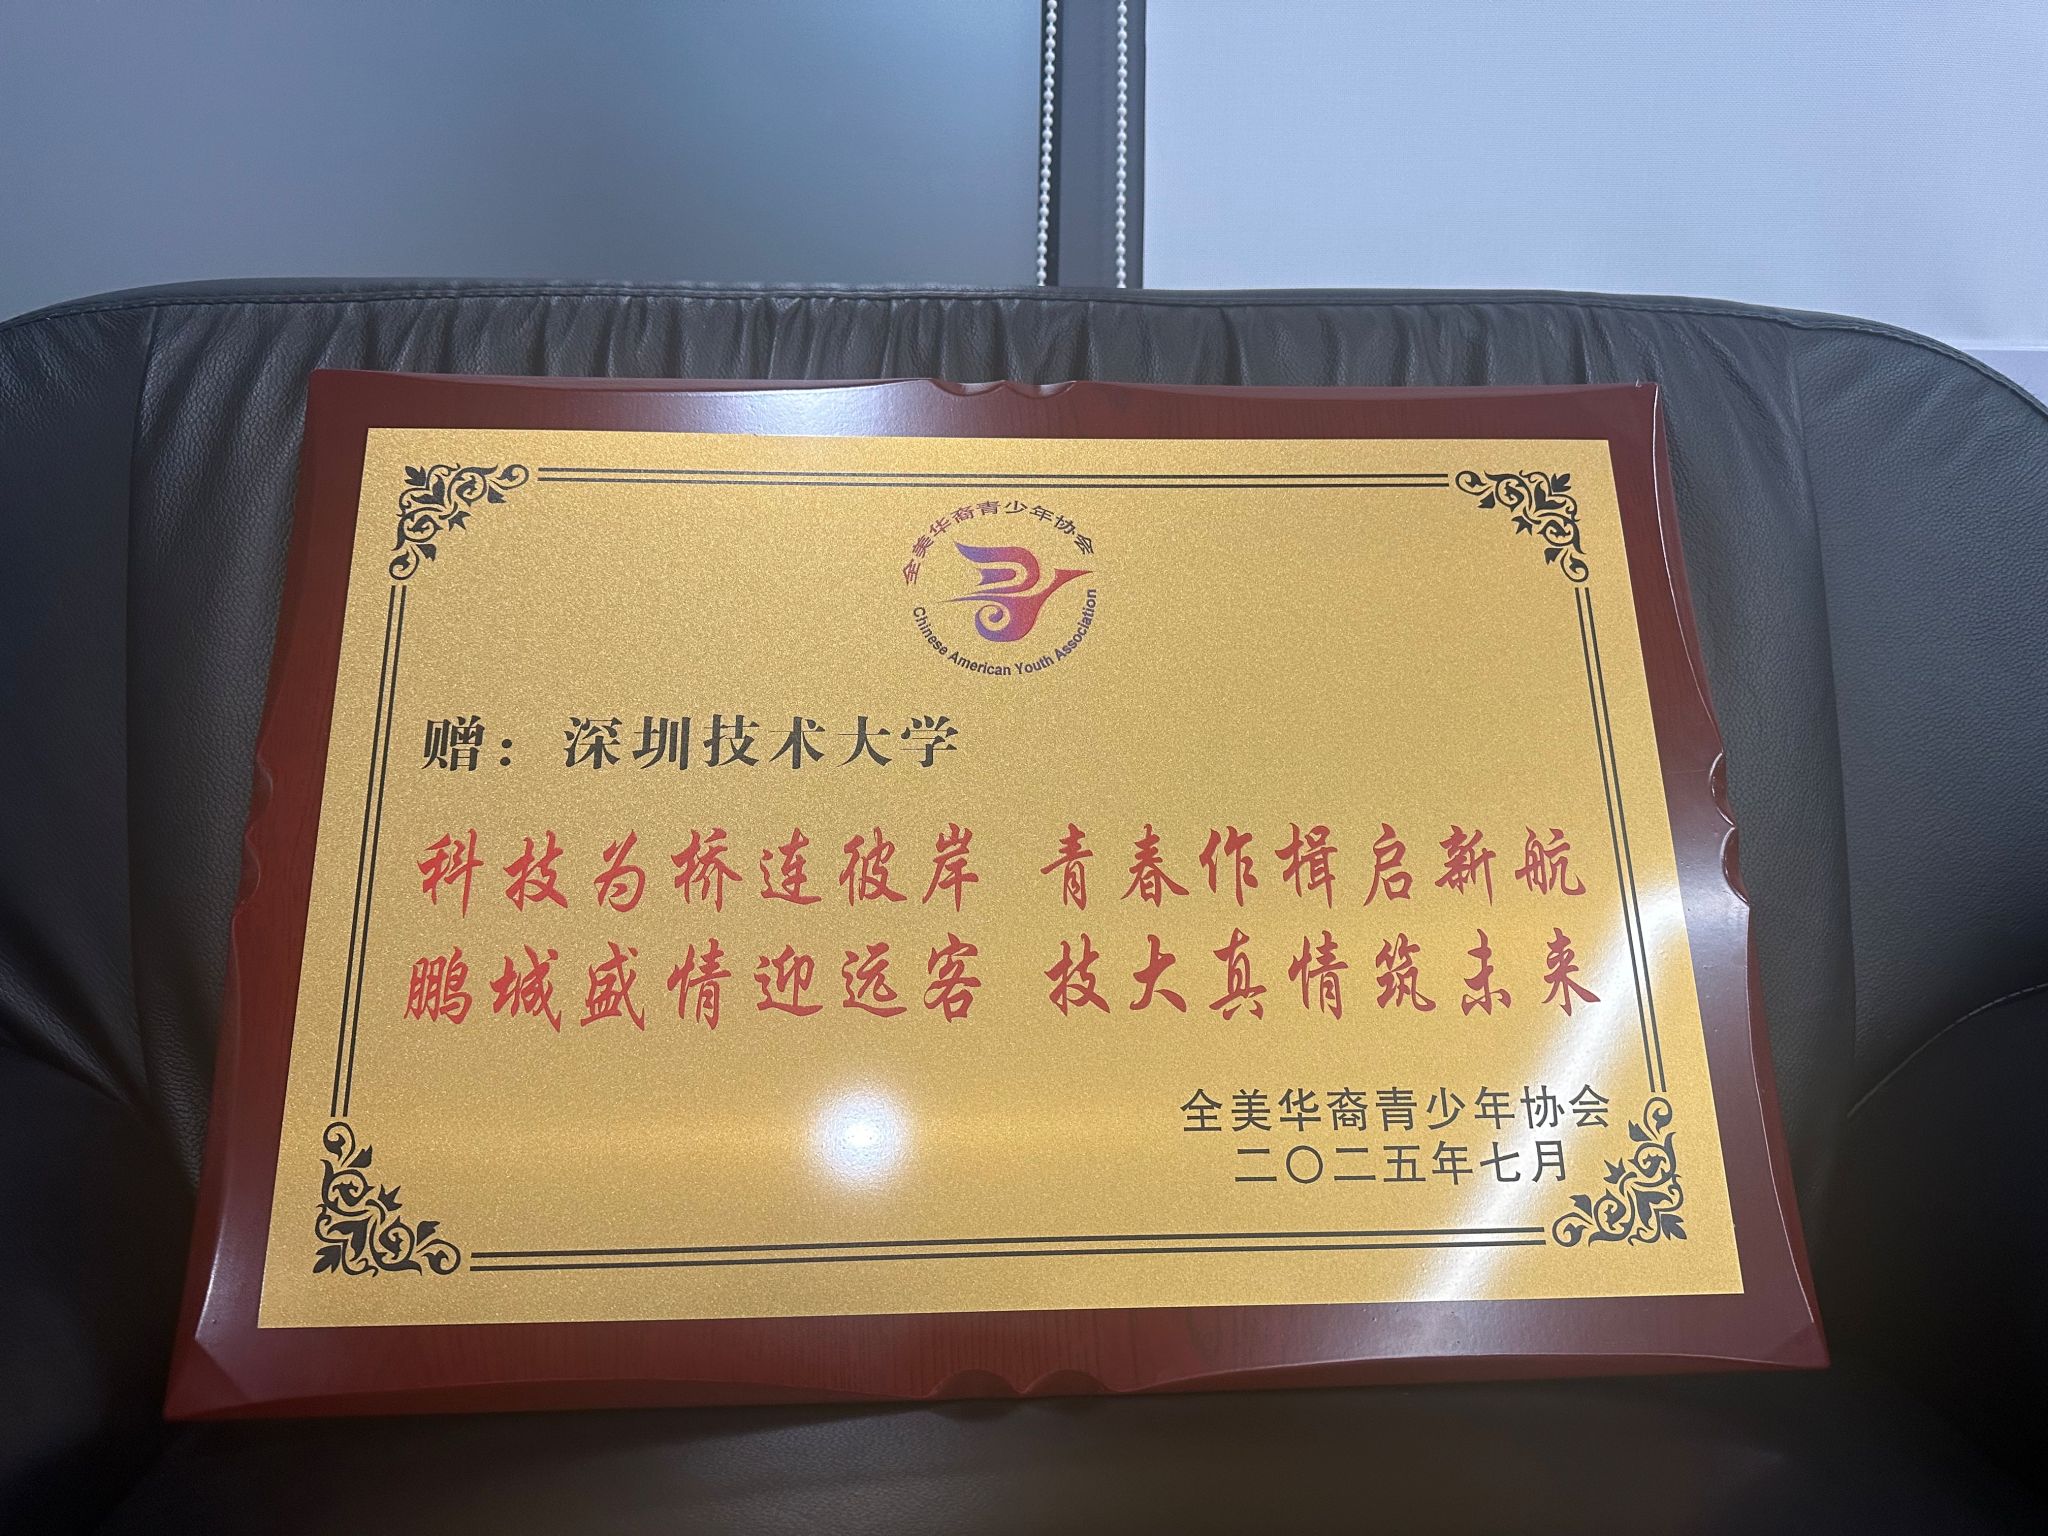 全美华裔青少年协会
Chinese American Youth Association
赠：深圳技术大学
科技为桥连彼岸 青春作楫启新航
鹏城盛情迎远客 技大真情筑未来
全美华裔青少年协会
二〇二五年七月